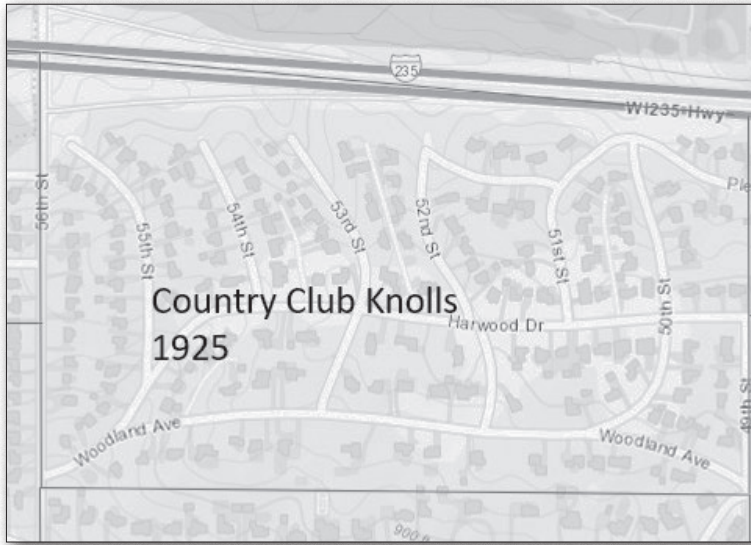 235
WI235-Hwy
56th St
55th St
54th St
53rd St
52nd St
51st St
50th St
49th St
Country Club Knolls
1925
Harwood Dr
Woodland Ave
Woodland Ave
Ple
900 ft